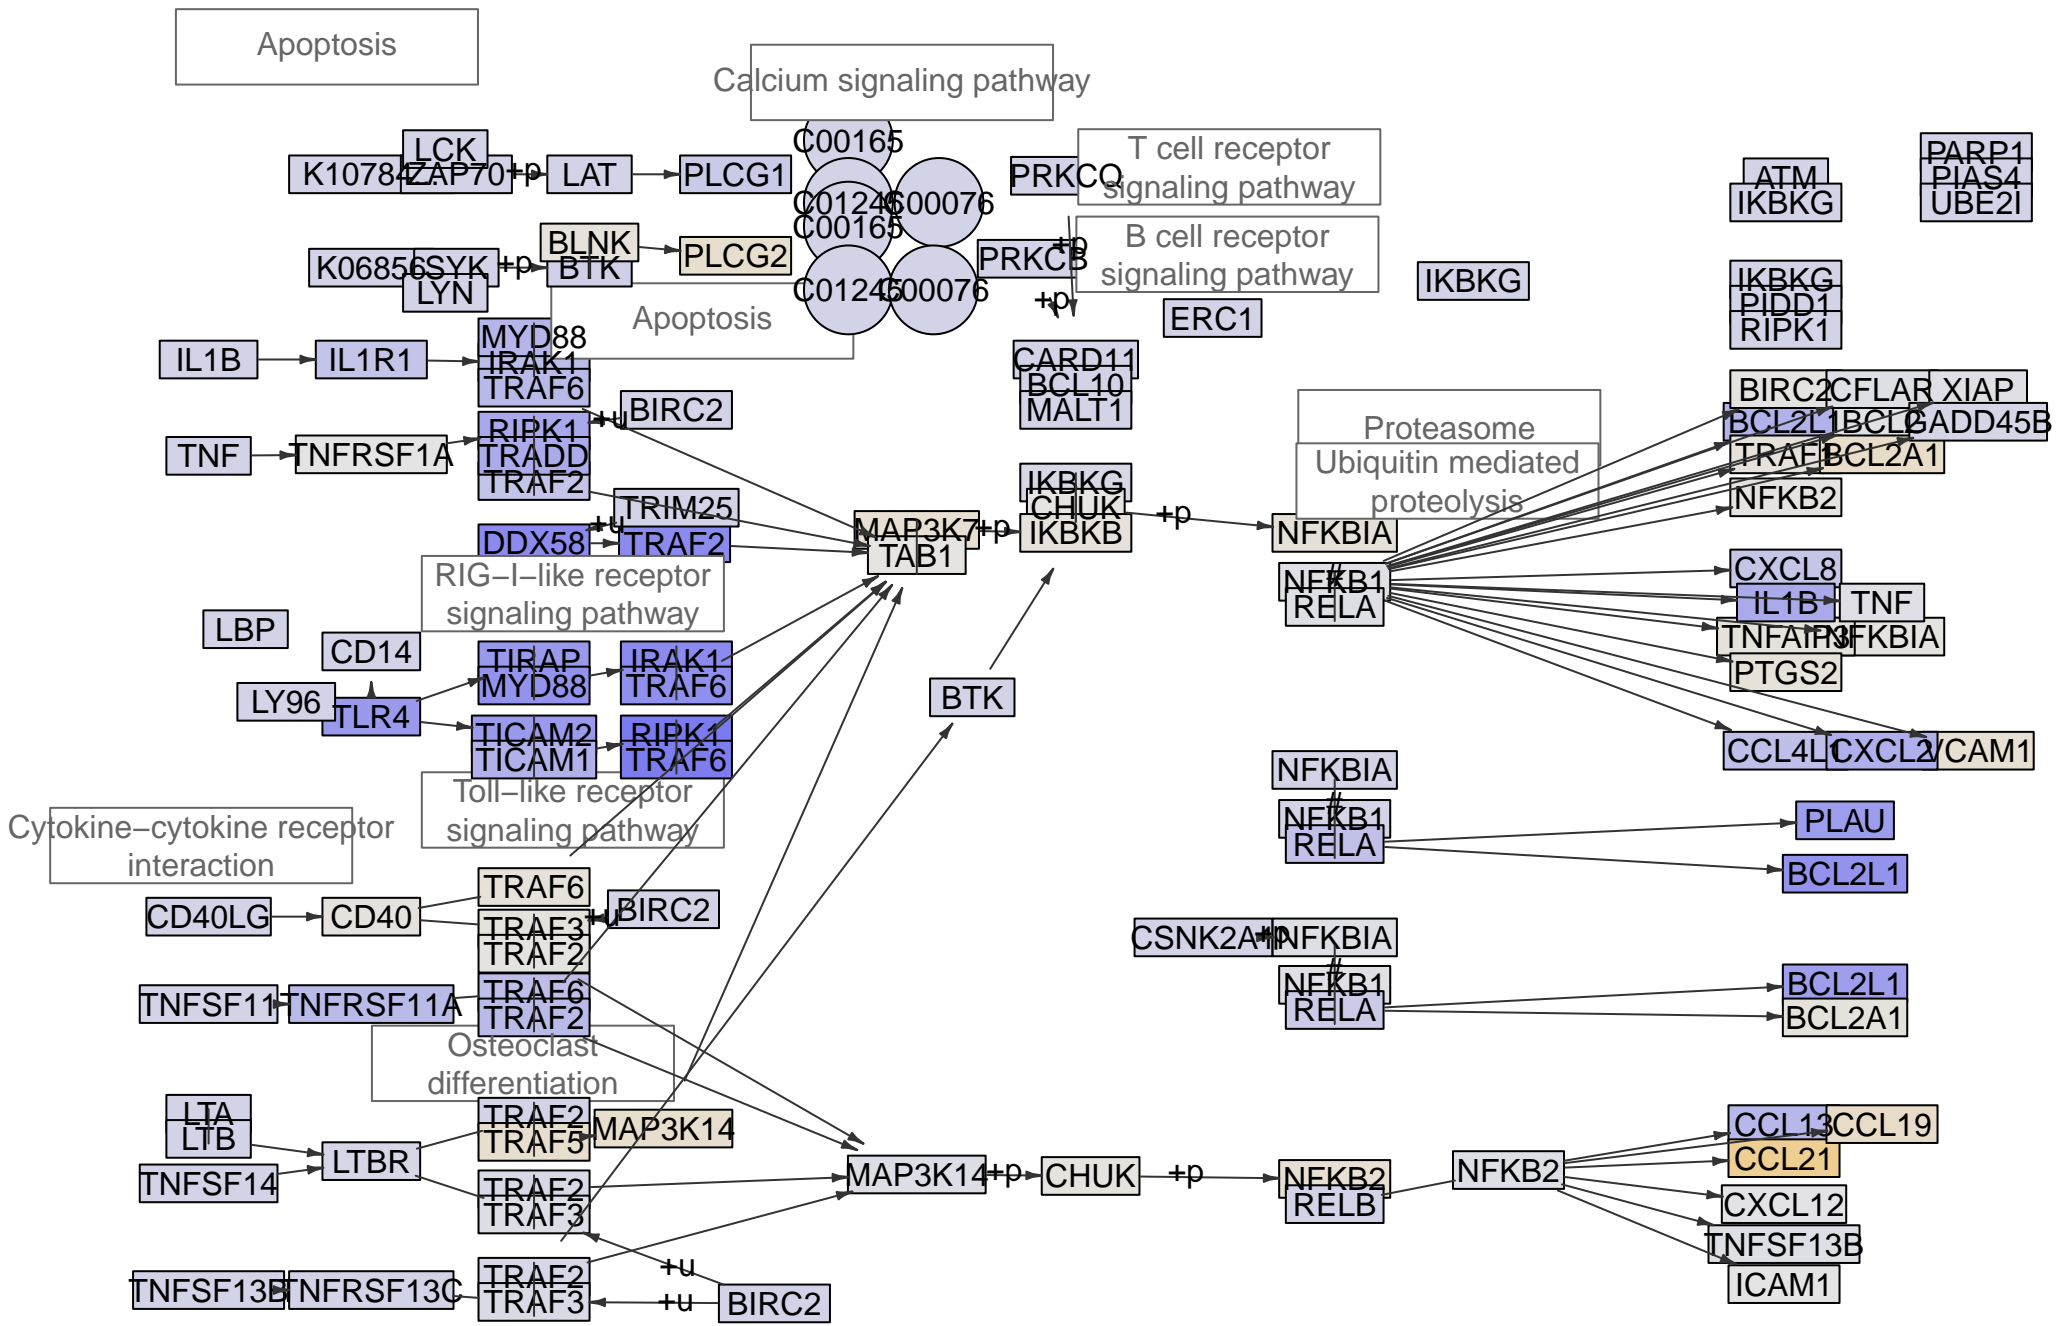 Apoptosis
Calcium signaling pathway
C00165
LCK
K10784
ZAP70
+p
LAT
PLCG1
PRKCQ
T cell receptor
signaling pathway
ATM
IKBKG
PARP1
PIAS4
UBE2I
C01245
C00076
C00165
BLNK
PLCG2
K06856
SYK
+p
BTK
LYN
PRKCB
+p
B cell receptor
signaling pathway
C01245
C00076
+p
IKBKG
IKBKG
PIDD1
RIPK1
Apoptosis
ERC1
MYD88
IL1B
IL1R1
IRAK1
TRAF6
CARD11
BCL10
MALT1
BIRC2
CFLAR
XIAP
BCL2L1
BCL2
GADD45B
TRAF1
BCL2A1
NFKB2
BIRC2
+u
RIPK1
TNF
TNFRSF1A
TRADD
TRAF2
Proteasome
Ubiquitin mediated
proteolysis
IKBKG
CHUK
IKBKB
+p
+p
NFKBIA
TRIM25
+u
DDX58
TRAF2
MAP3K7
TAB1
RIG−I−like receptor
signaling pathway
NFKB1
RELA
CXCL8
IL1B
TNF
TNFAIP3
NFKBIA
PTGS2
LBP
CD14
LY96
TLR4
TIRAP
MYD88
IRAK1
TRAF6
BTK
TICAM2
TICAM1
RIPK1
TRAF6
CCL4L1
CXCL2
VCAM1
Toll−like receptor
signaling pathway
NFKBIA
NFKB1
RELA
PLAU
BCL2L1
Cytokine−cytokine receptor
interaction
TRAF6
CD40LG
CD40
TRAF3
TRAF2
+u
BIRC2
CSNK2A1
+p
NFKBIA
NFKB1
RELA
BCL2L1
BCL2A1
TNFSF11
TNFRSF11A
TRAF6
TRAF2
Osteoclast
differentiation
LTA
LTB
TNFSF14
LTBR
TRAF2
TRAF5
MAP3K14
TRAF2
TRAF3
MAP3K14
+p
CHUK
+p
NFKB2
RELB
NFKB2
CCL13
CCL19
CCL21
CXCL12
TNFSF13B
ICAM1
TNFSF13B
TNFRSF13C
TRAF2
TRAF3
+u
+u
BIRC2